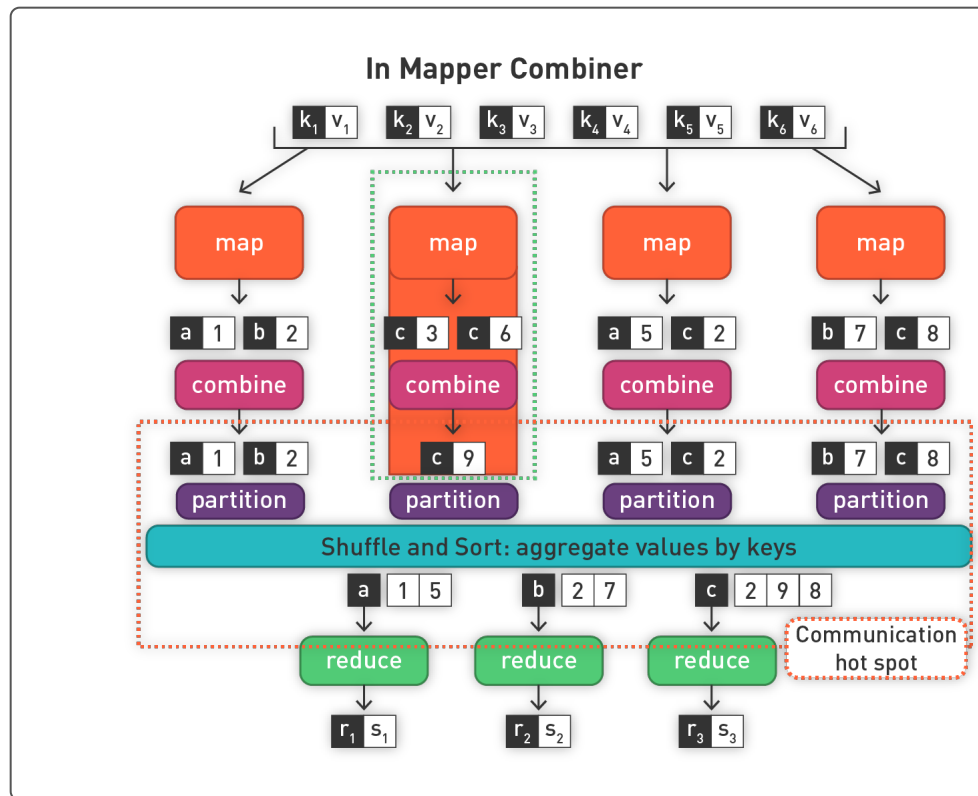 In Mapper Combiner
k₁ v₁ k₂ v₂ k₃ v₃ k₄ v₄ k₅ v₅ k₆ v₆
map map map map
a 1 b 2 c 3 c 6 a 5 c 2 b 7 c 8
combine combine combine combine
a 1 b 2 c 9 a 5 c 2 b 7 c 8
partition partition partition partition
Shuffle and Sort: aggregate values by keys
a 1 5 b 2 7 c 2 9 8
reduce reduce reduce
Communication
hot spot
r₁ s₁ r₂ s₂ r₃ s₃